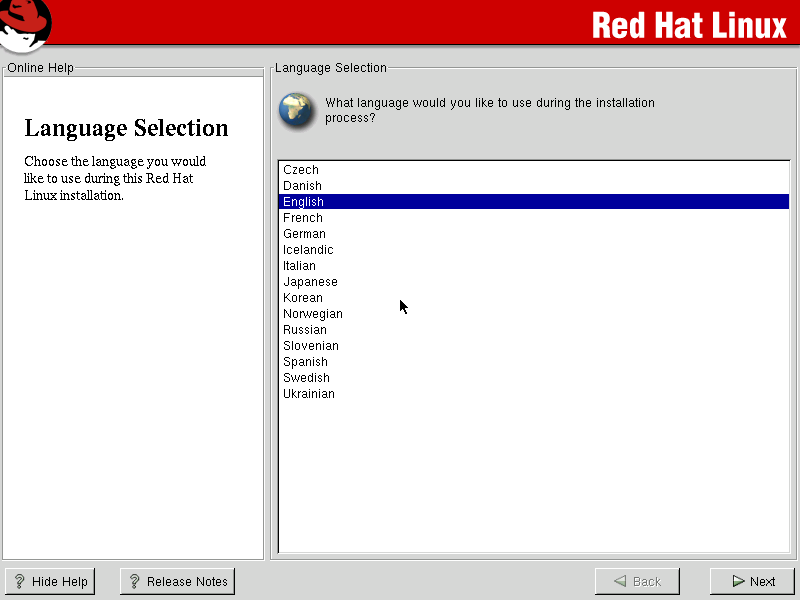 Red Hat Linux
Online Help
Language Selection
Choose the language you would
like to use during this Red Hat
Linux installation.
Language Selection
What language would you like to use during the installation
process?
Czech
Danish
English
French
German
Icelandic
Italian
Japanese
Korean
Norwegian
Russian
Slovenian
Spanish
Swedish
Ukrainian
Hide Help
Release Notes
Back
Next